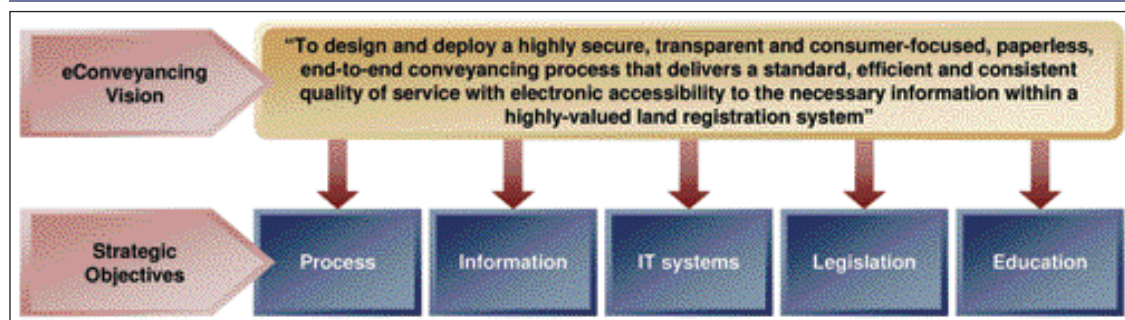 eConveyancing
Vision
“To design and deploy a highly secure, transparent and consumer-focused, paperless,
end-to-end conveyancing process that delivers a standard, efficient and consistent
quality of service with electronic accessibility to the necessary information within a
highly-valued land registration system”
Strategic
Objectives
Process
Information
IT systems
Legislation
Education